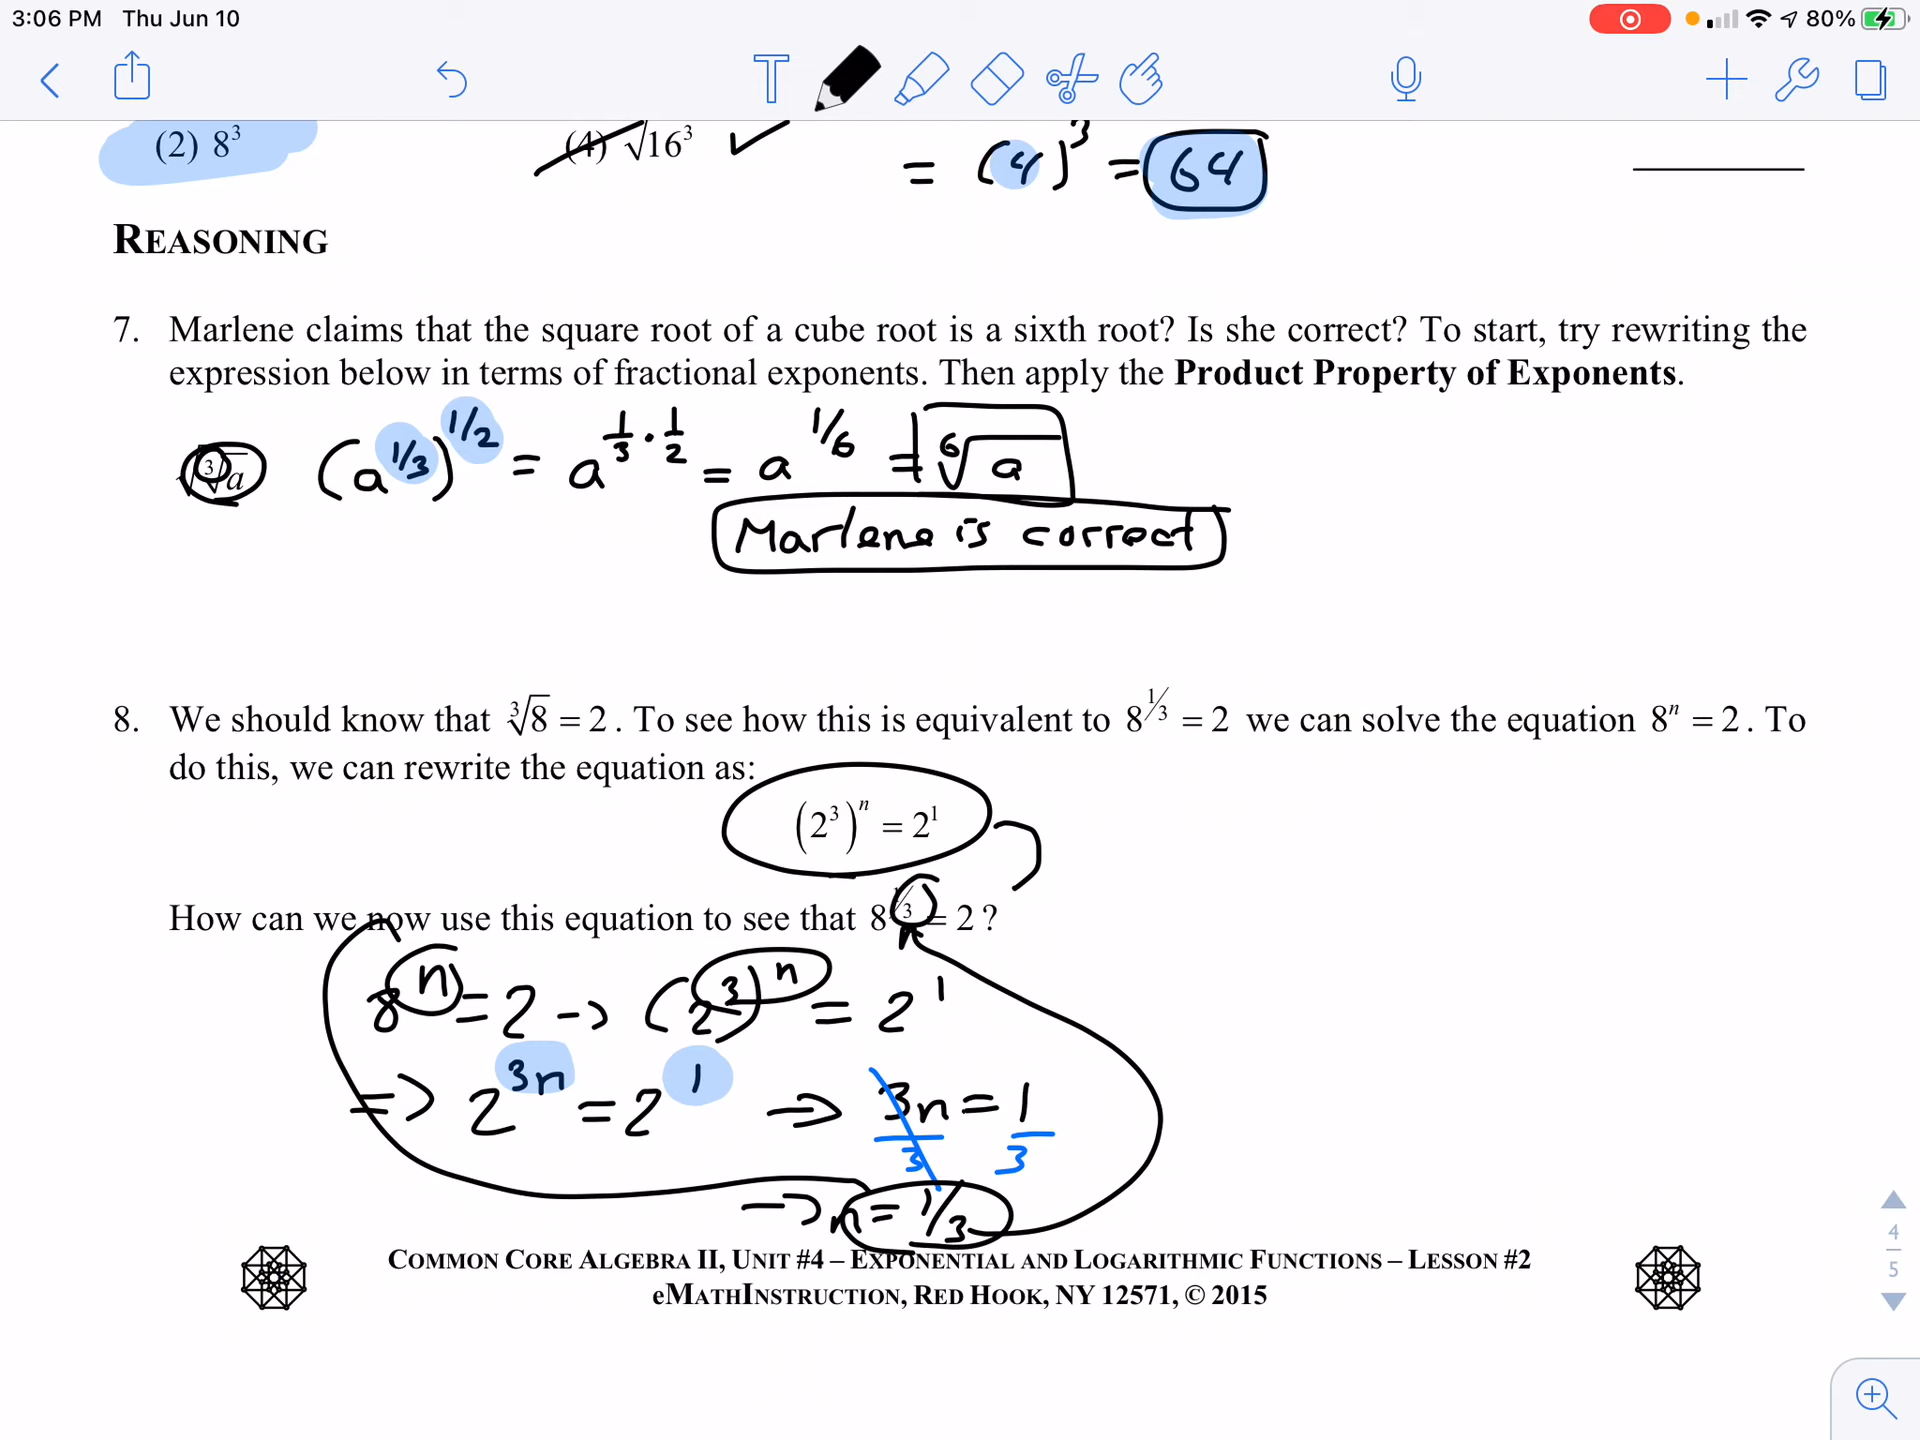 3:06 PM Thu Jun 10 80%
(2) 8³ (4) √16³ = (4)³ = 64
REASONING
7. Marlene claims that the square root of a cube root is a sixth root? Is she correct? To start, try rewriting the
expression below in terms of fractional exponents. Then apply the Product Property of Exponents.
√∛a (a^1/3)^1/2 = a^(1/3 · 1/2) = a^1/6 = ⁶√a
Marlene is correct
8. We should know that ∛8 = 2. To see how this is equivalent to 8^1/3 = 2 we can solve the equation 8ⁿ = 2. To
do this, we can rewrite the equation as:
(2³)ⁿ = 2¹
How can we now use this equation to see that 8^1/3 = 2?
8ⁿ = 2 → (2³)ⁿ = 2¹
⇒ 2³ⁿ = 2¹ ⇒ 3n = 1
3 3
→ n = 1/3
COMMON CORE ALGEBRA II, UNIT #4 – EXPONENTIAL AND LOGARITHMIC FUNCTIONS – LESSON #2
eMATHINSTRUCTION, RED HOOK, NY 12571, © 2015
4
5